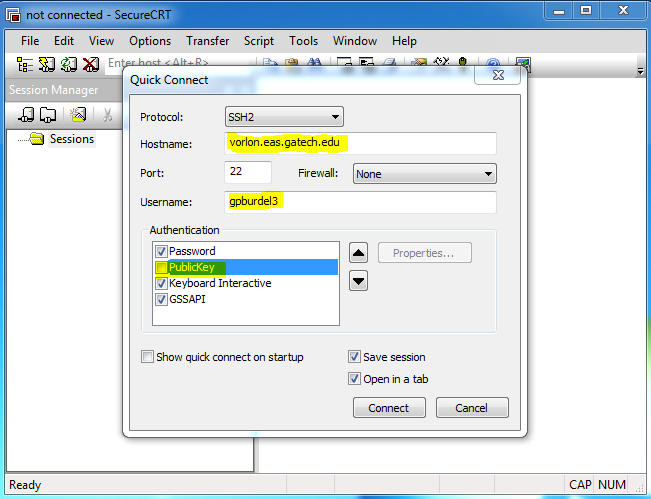 not connected - SecureCRT
File Edit View Options Transfer Script Tools Window Help
Enter host <Alt+R>
Session Manager
Sessions
Quick Connect
Protocol: SSH2
Hostname: vorlon.eas.gatech.edu
Port: 22 Firewall: None
Username: gpburdel3
Authentication
Password
PublicKey
Keyboard Interactive
GSSAPI
Properties...
Show quick connect on startup
Save session
Open in a tab
Connect Cancel
Ready CAP NUM